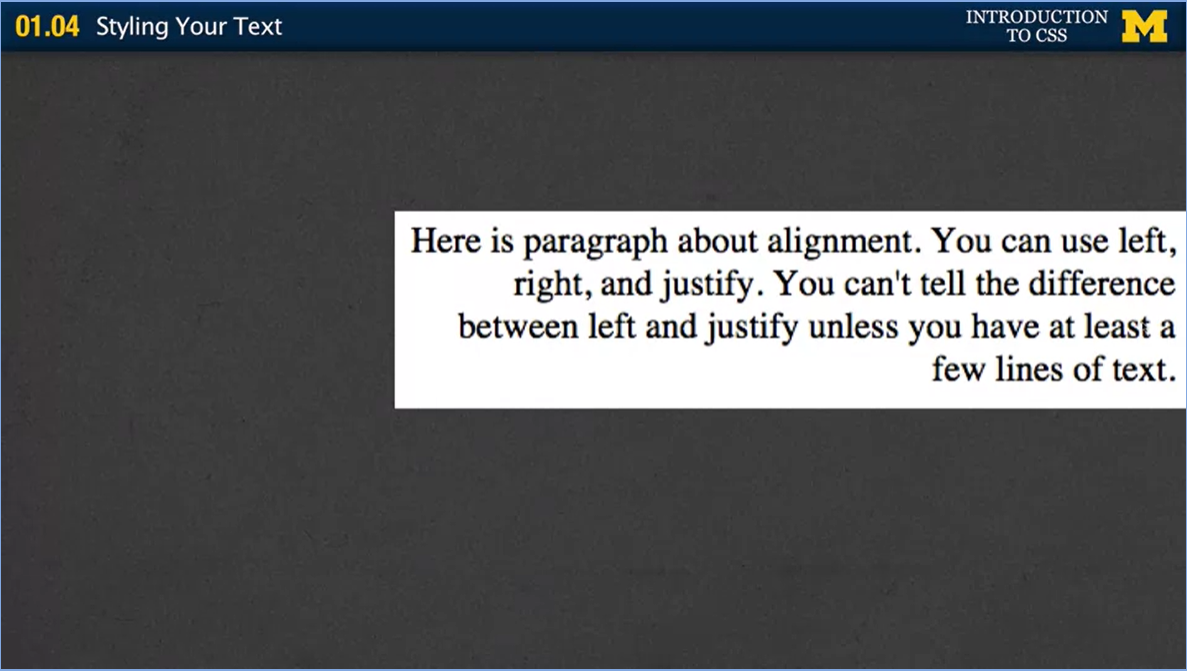 01.04 Styling Your Text
INTRODUCTION
TO CSS
M
Here is paragraph about alignment. You can use left,
right, and justify. You can't tell the difference
between left and justify unless you have at least a
few lines of text.